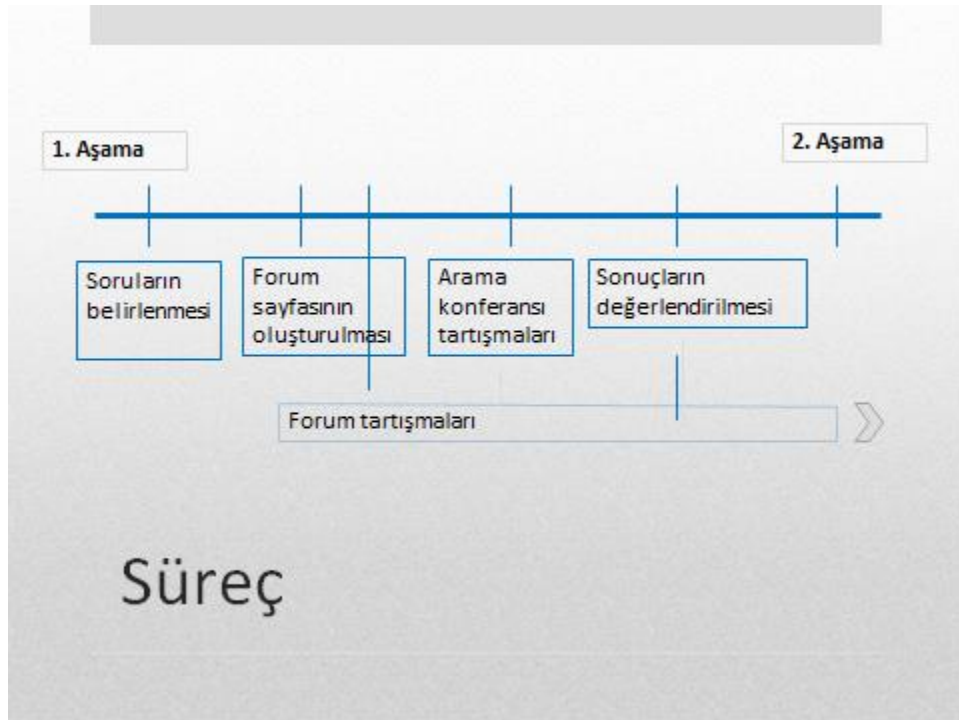 1. Aşama
2. Aşama
Soruların
belirlenmesi
Forum
sayfasının
oluşturulması
Arama
konferansı
tartışmaları
Sonuçların
değerlendirilmesi
Forum tartışmaları
Süreç